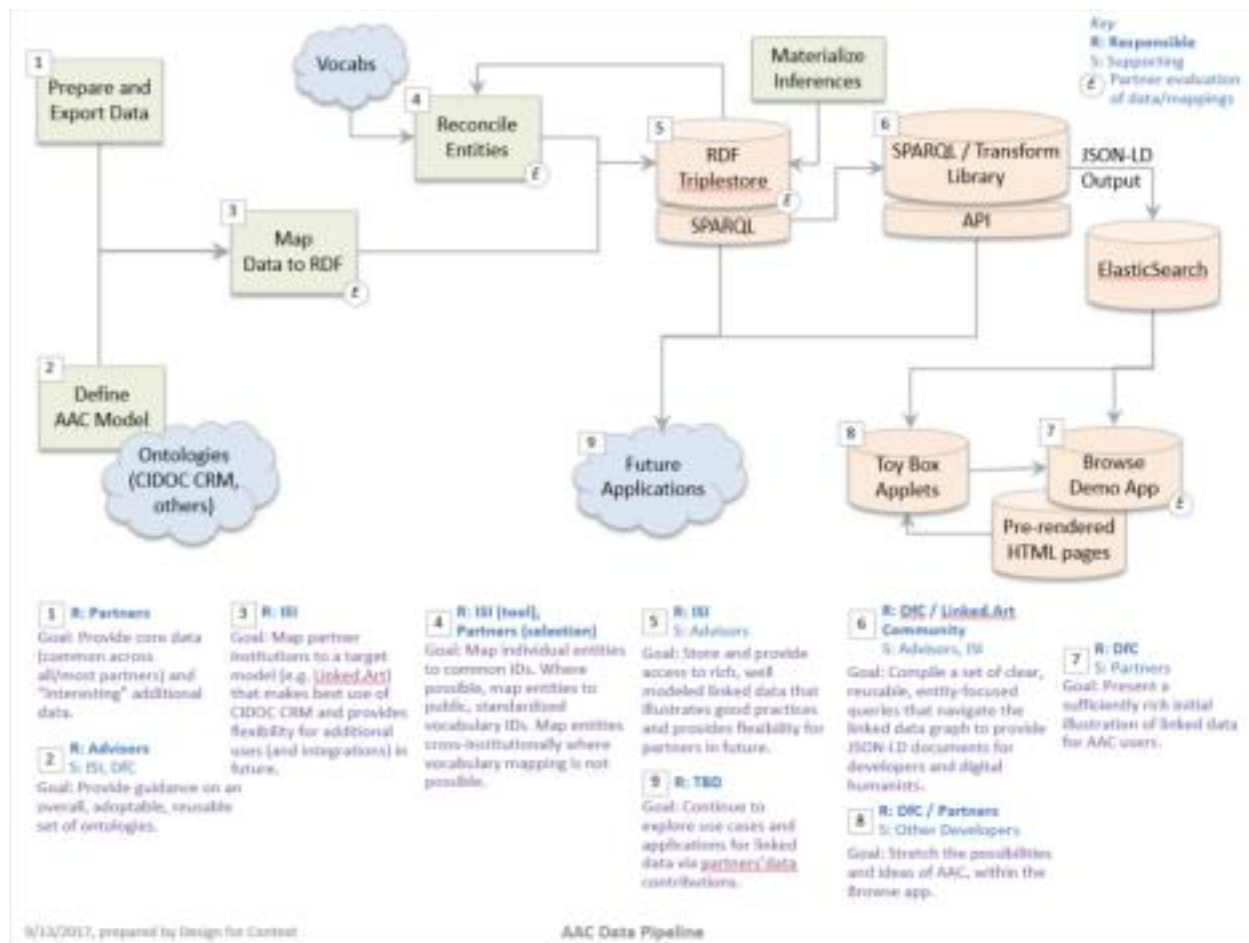 Key
R: Responsible
S: Supporting
E Partner evaluation
of data/mappings
1
Prepare and
Export Data
Vocabs
4
Reconcile
Entities
E
Materialize
Inferences
5
RDF
Triplestore
E
SPARQL
6
SPARQL / Transform
Library
API
JSON-LD
Output
ElasticSearch
3
Map
Data to RDF
E
2
Define
AAC Model
Ontologies
(CIDOC CRM,
others)
9
Future
Applications
8
Toy Box
Applets
7
Browse
Demo App
E
Pre-rendered
HTML pages
1 R: Partners
Goal: Provide core data
(common across
all/most partners) and
"interesting" additional
data.
2 R: Advisors
S: ISI, DfC
Goal: Provide guidance on an
overall, adoptable, reusable
set of ontologies.
3 R: ISI
Goal: Map partner
institutions to a target
model (e.g. Linked.Art)
that makes best use of
CIDOC CRM and provides
flexibility for additional
uses (and integrations) in
future.
4 R: ISI (tool),
Partners (selection)
Goal: Map individual entities
to common IDs. Where
possible, map entities to
public, standardized
vocabulary IDs. Map entities
cross-institutionally where
vocabulary mapping is not
possible.
5 R: ISI
S: Advisors
Goal: Store and provide
access to rich, well
modeled linked data that
illustrates good practices
and provides flexibility for
partners in future.
9 R: TBD
Goal: Continue to
explore use cases and
applications for linked
data via partners' data
contributions.
6 R: DfC / Linked.Art
Community
S: Advisors, ISI
Goal: Compile a set of clear,
reusable, entity-focused
queries that navigate the
linked data graph to provide
JSON-LD documents for
developers and digital
humanists.
8 R: DfC / Partners
S: Other Developers
Goal: Stretch the possibilities
and ideas of AAC, within the
Browse app.
7 R: DfC
S: Partners
Goal: Present a
sufficiently rich initial
illustration of linked data
for AAC users.
9/13/2017, prepared by Design for Context
AAC Data Pipeline